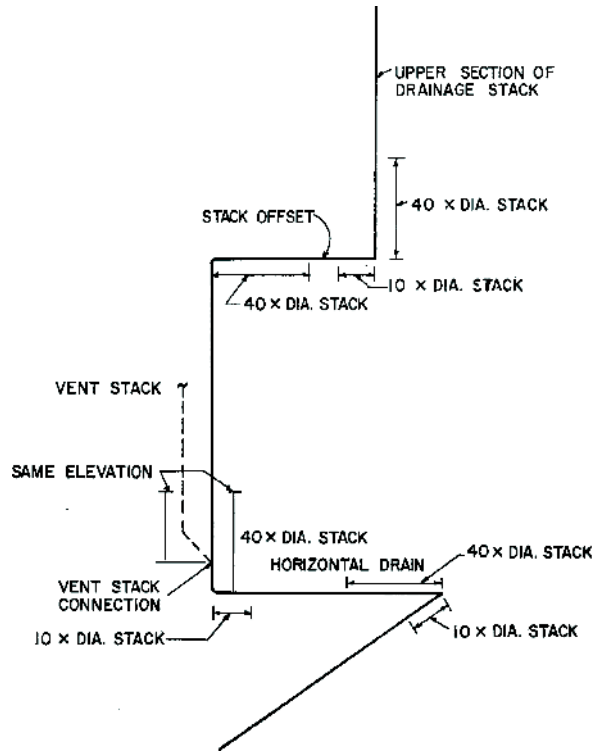 UPPER SECTION OF
DRAINAGE STACK
40 × DIA. STACK
STACK OFFSET
10 × DIA. STACK
40 × DIA. STACK
VENT STACK
SAME ELEVATION
40 × DIA. STACK
40 × DIA. STACK
HORIZONTAL DRAIN
VENT STACK
CONNECTION
10 × DIA. STACK
10 × DIA. STACK